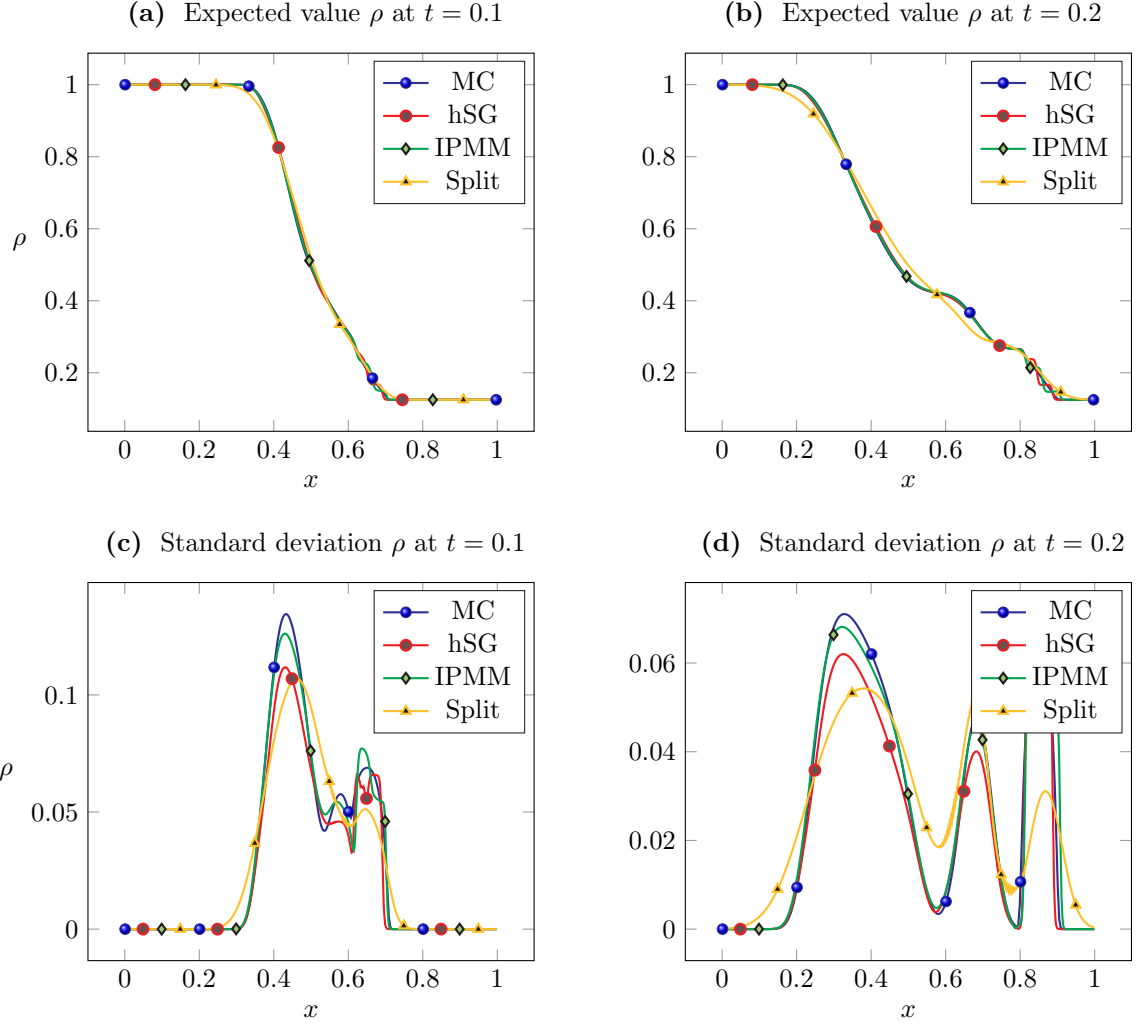 (a) Expected value ρ at t = 0.1
1
0.8
0.6
0.4
0.2
ρ
0 0.2 0.4 0.6 0.8 1
x
MC
hSG
IPMM
Split
(b) Expected value ρ at t = 0.2
1
0.8
0.6
0.4
0.2
0 0.2 0.4 0.6 0.8 1
x
MC
hSG
IPMM
Split
(c) Standard deviation ρ at t = 0.1
0.1
0.05
0
ρ
0 0.2 0.4 0.6 0.8 1
x
MC
hSG
IPMM
Split
(d) Standard deviation ρ at t = 0.2
0.06
0.04
0.02
0
0 0.2 0.4 0.6 0.8 1
x
MC
hSG
IPMM
Split